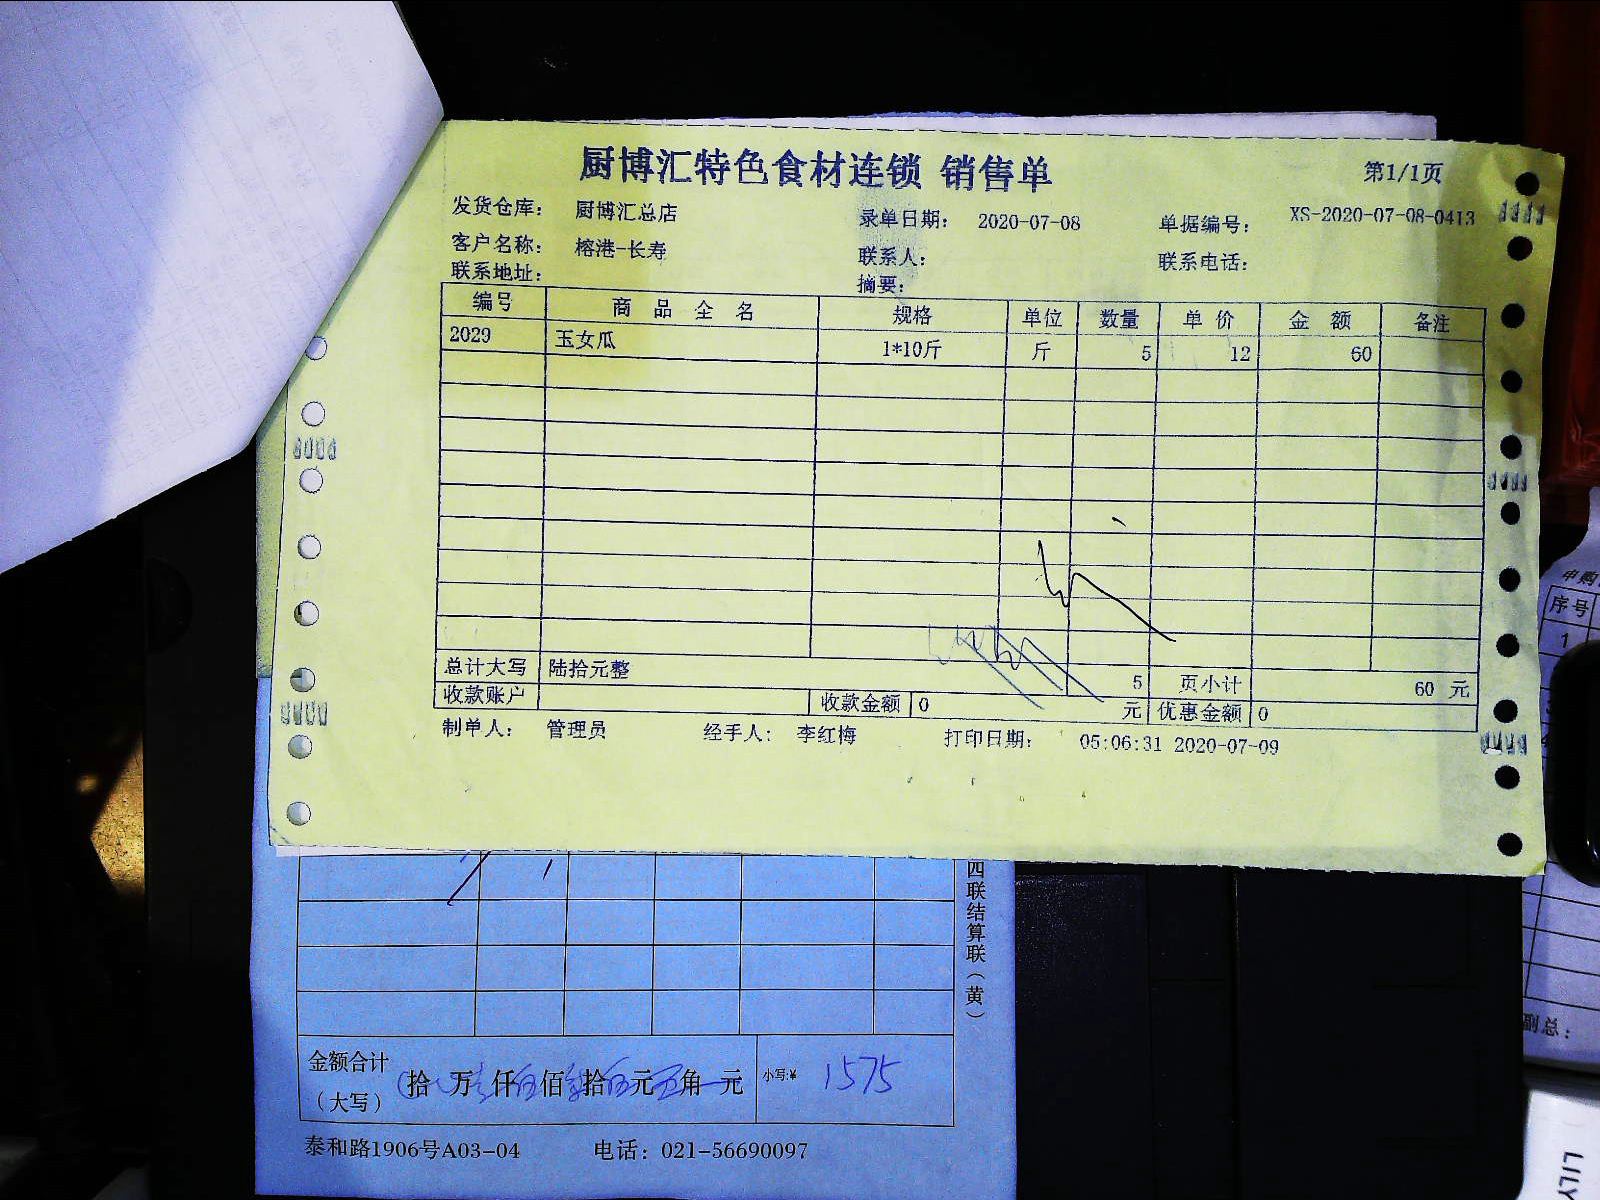 厨博汇特色食材连锁 销售单
第1/1页
发货仓库: 厨博汇总店 录单日期: 2020-07-08 单据编号: XS-2020-07-08-0413
客户名称: 榕港-长寿 联系人: 联系电话:
联系地址: 摘要:
编号 商品全名 规格 单位 数量 单价 金额 备注
2029 玉女瓜 1*10斤 斤 5 12 60
总计大写 陆拾元整 5 页小计 60 元
收款账户 收款金额 0 元 优惠金额 0
制单人: 管理员 经手人: 李红梅 打印日期: 05:06:31 2020-07-09
四联结算联(黄)
金额合计
(大写)
拾 万 仟 佰 拾 元 角 元 小写:¥ 1575
泰和路1906号A03-04 电话: 021-56690097
申购
序号
1
副总:
LILY